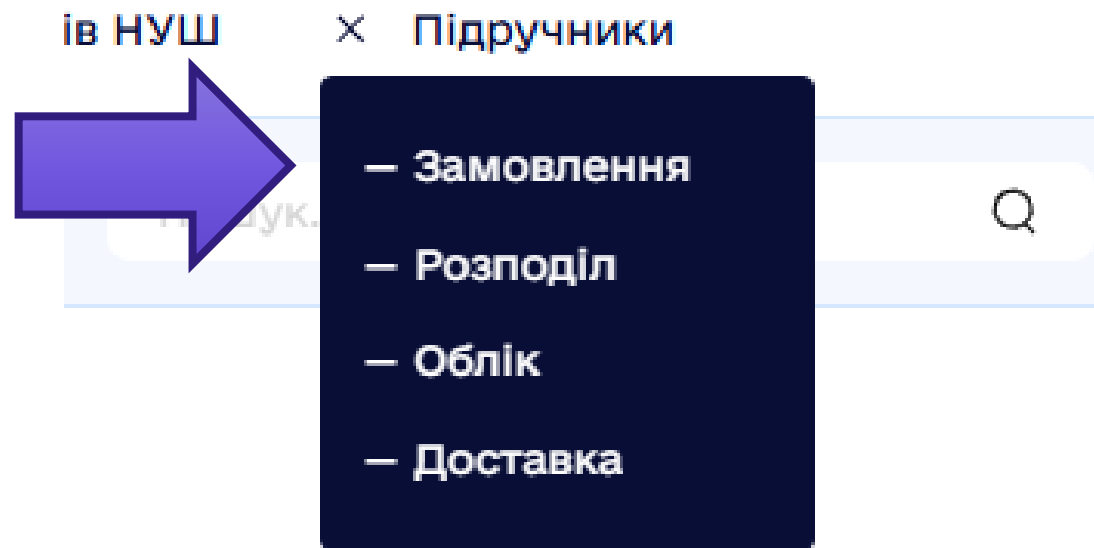 ів НУШ × Підручники
— Замовлення
— Розподіл
— Облік
— Доставка